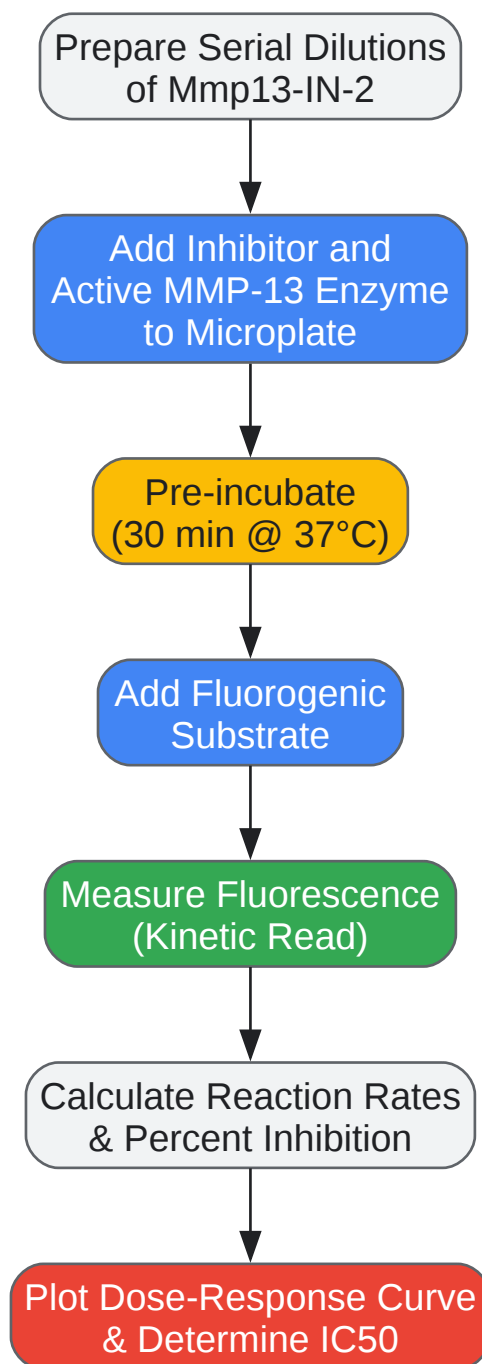 Prepare Serial Dilutions
of Mmp13-IN-2
Add Inhibitor and
Active MMP-13 Enzyme
to Microplate
Pre-incubate
(30 min @ 37°C)
Add Fluorogenic
Substrate
Measure Fluorescence
(Kinetic Read)
Calculate Reaction Rates
& Percent Inhibition
Plot Dose-Response Curve
& Determine IC50